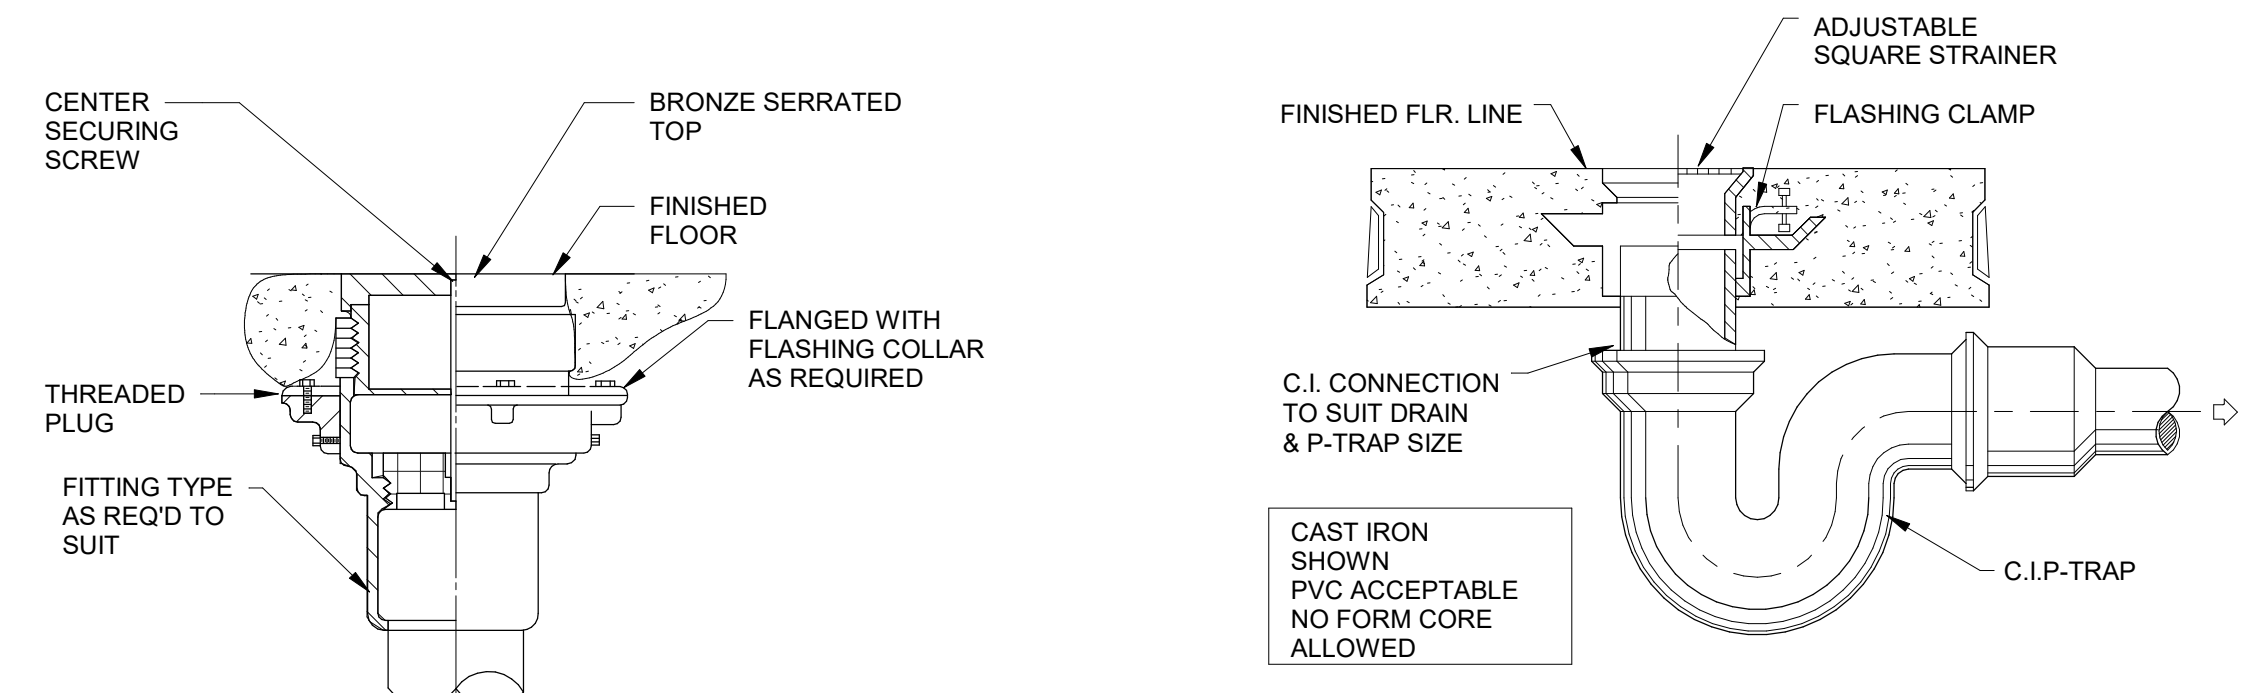 CENTER
SECURING
SCREW
BRONZE SERRATED
TOP
FINISHED
FLOOR
FLANGED WITH
FLASHING COLLAR
AS REQUIRED
THREADED
PLUG
FITTING TYPE
AS REQ'D TO
SUIT
ADJUSTABLE
SQUARE STRAINER
FINISHED FLR. LINE
FLASHING CLAMP
C.I. CONNECTION
TO SUIT DRAIN
& P-TRAP SIZE
CAST IRON
SHOWN
PVC ACCEPTABLE
NO FORM CORE
ALLOWED
C.I.P-TRAP